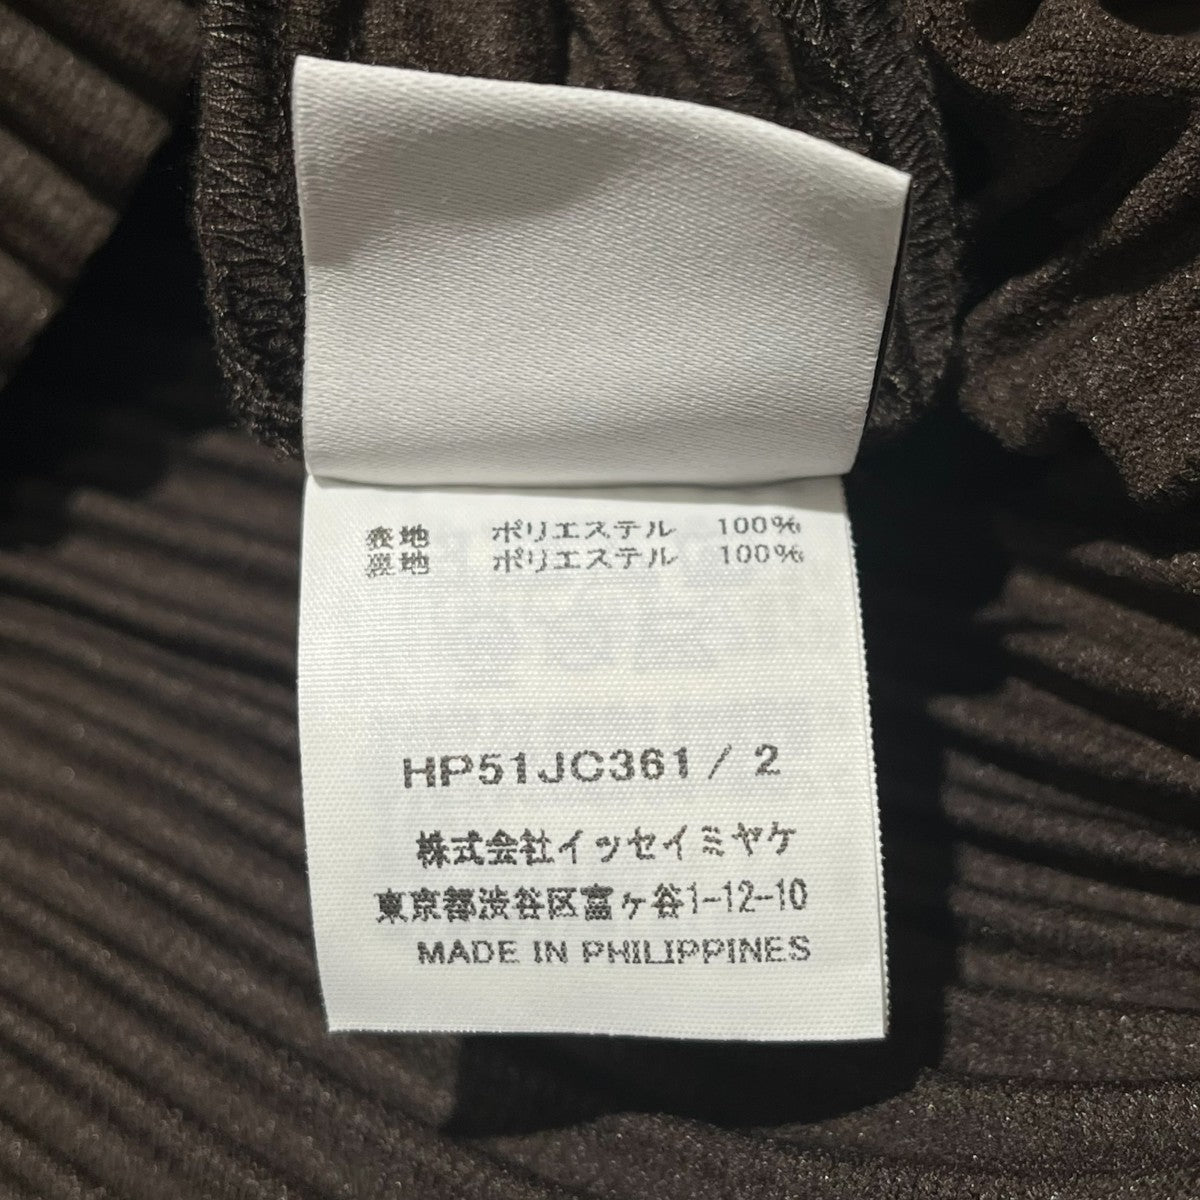 表地 ポリエステル 100%
裏地 ポリエステル 100%
HP51JC361 / 2
株式会社イッセイミヤケ
東京都渋谷区富ヶ谷1-12-10
MADE IN PHILIPPINES